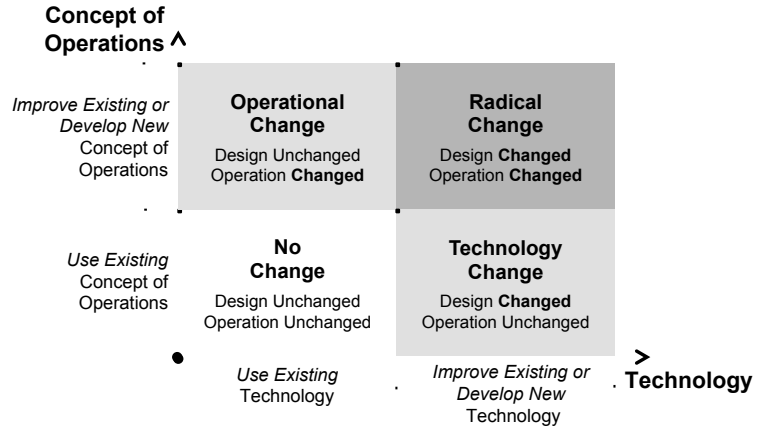 Concept of
Operations
Improve Existing or
Develop New
Concept of
Operations
Operational
Change
Design Unchanged
Operation Changed
Radical
Change
Design Changed
Operation Changed
Use Existing
Concept of
Operations
No
Change
Design Unchanged
Operation Unchanged
Technology
Change
Design Changed
Operation Unchanged
Use Existing
Technology
Improve Existing or
Develop New
Technology
Technology